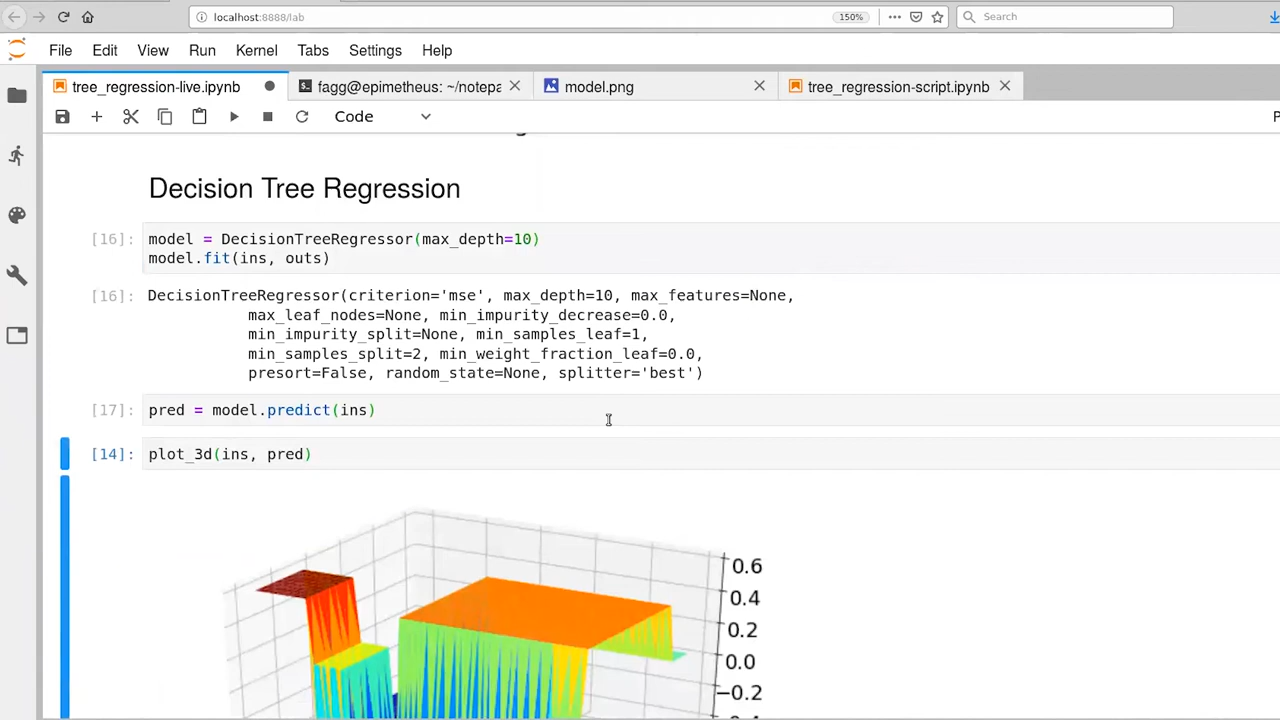 localhost:8888/lab
150%
Search
File Edit View Run Kernel Tabs Settings Help
tree_regression-live.ipynb
fagg@epimetheus: ~/notepa
model.png
tree_regression-script.ipynb
Code
Decision Tree Regression
[16]: model = DecisionTreeRegressor(max_depth=10)
model.fit(ins, outs)
[16]: DecisionTreeRegressor(criterion='mse', max_depth=10, max_features=None,
max_leaf_nodes=None, min_impurity_decrease=0.0,
min_impurity_split=None, min_samples_leaf=1,
min_samples_split=2, min_weight_fraction_leaf=0.0,
presort=False, random_state=None, splitter='best')
[17]: pred = model.predict(ins)
[14]: plot_3d(ins, pred)
0.6
0.4
0.2
0.0
−0.2